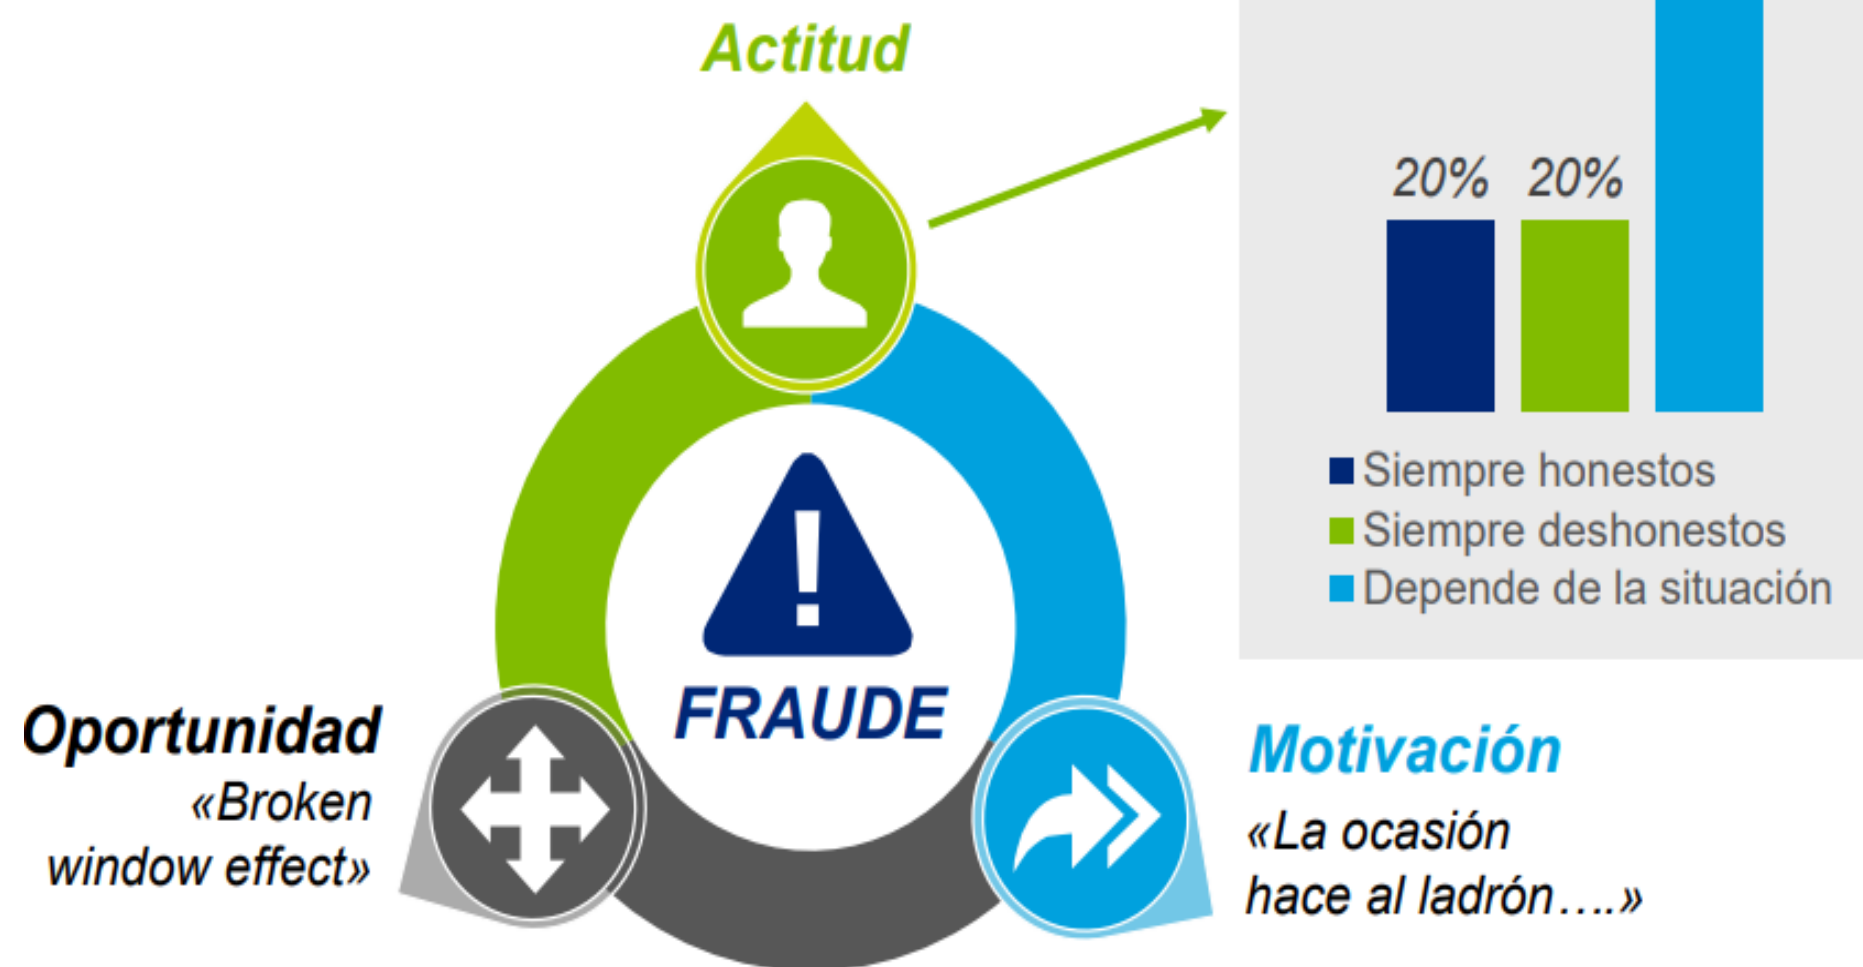 Actitud
20% 20%
Siempre honestos
Siempre deshonestos
Depende de la situación
!
FRAUDE
Oportunidad
«Broken
window effect»
Motivación
«La ocasión
hace al ladrón….»